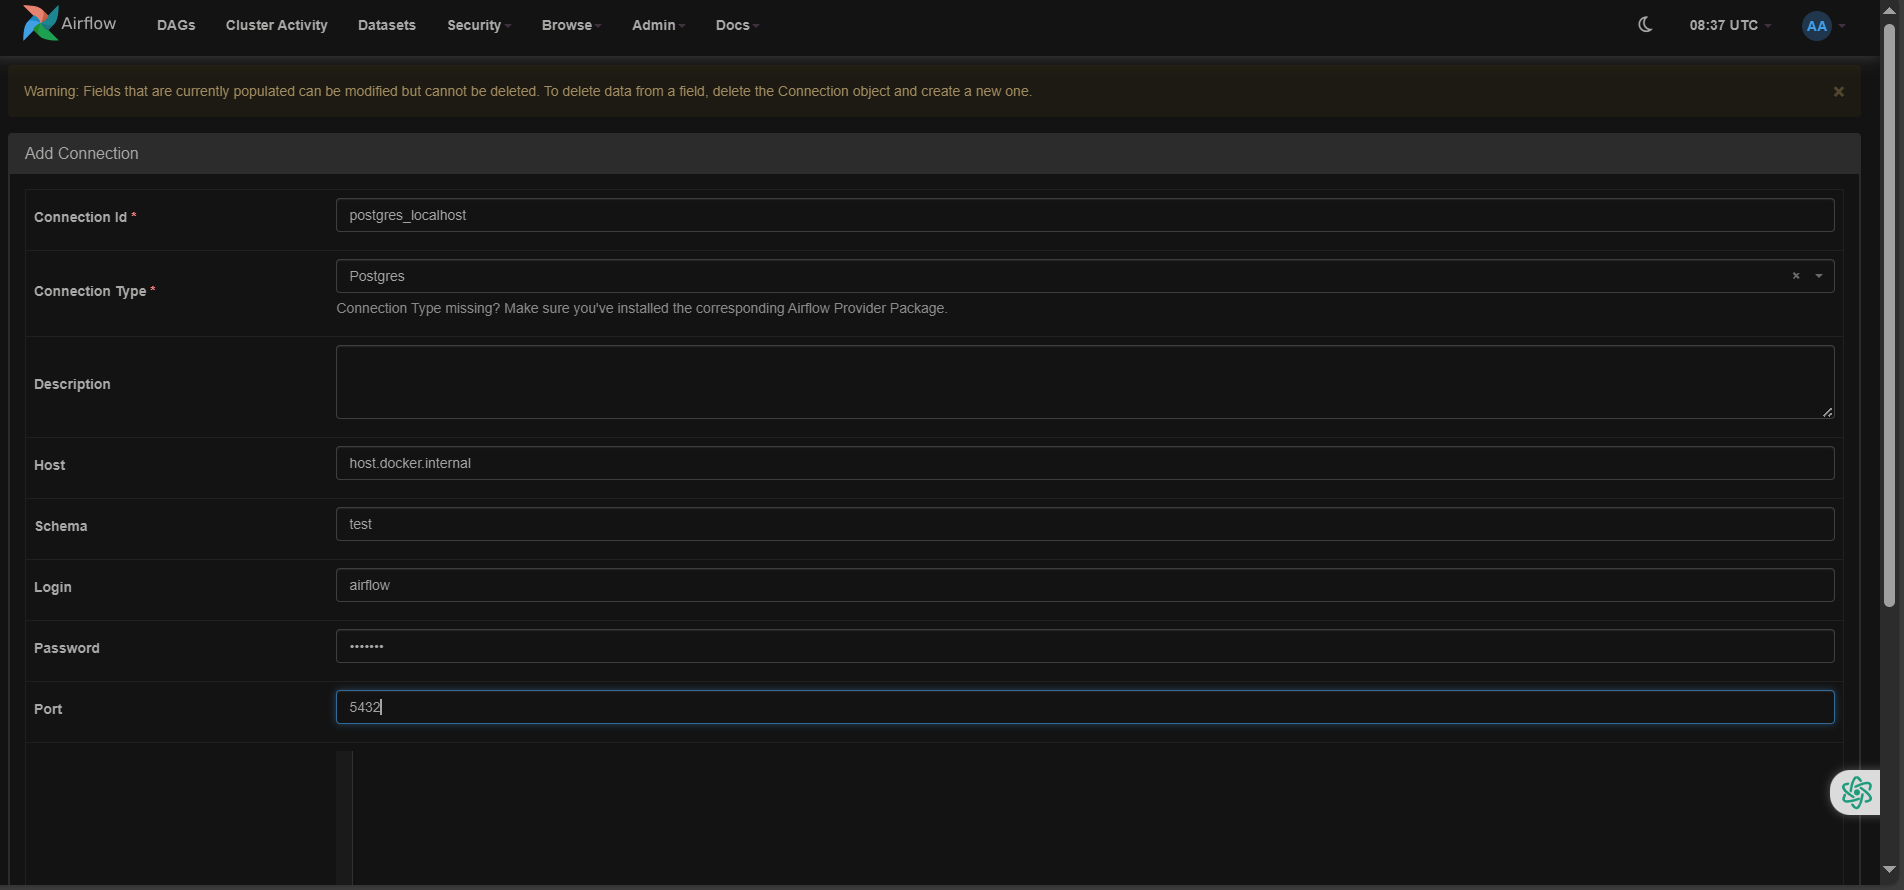 Airflow DAGs Cluster Activity Datasets Security Browse Admin Docs 08:37 UTC AA
Warning: Fields that are currently populated can be modified but cannot be deleted. To delete data from a field, delete the Connection object and create a new one. ×
Add Connection
Connection Id * postgres_localhost
Connection Type * Postgres ×
Connection Type missing? Make sure you've installed the corresponding Airflow Provider Package.
Description
Host host.docker.internal
Schema test
Login airflow
Password •••••••
Port 5432